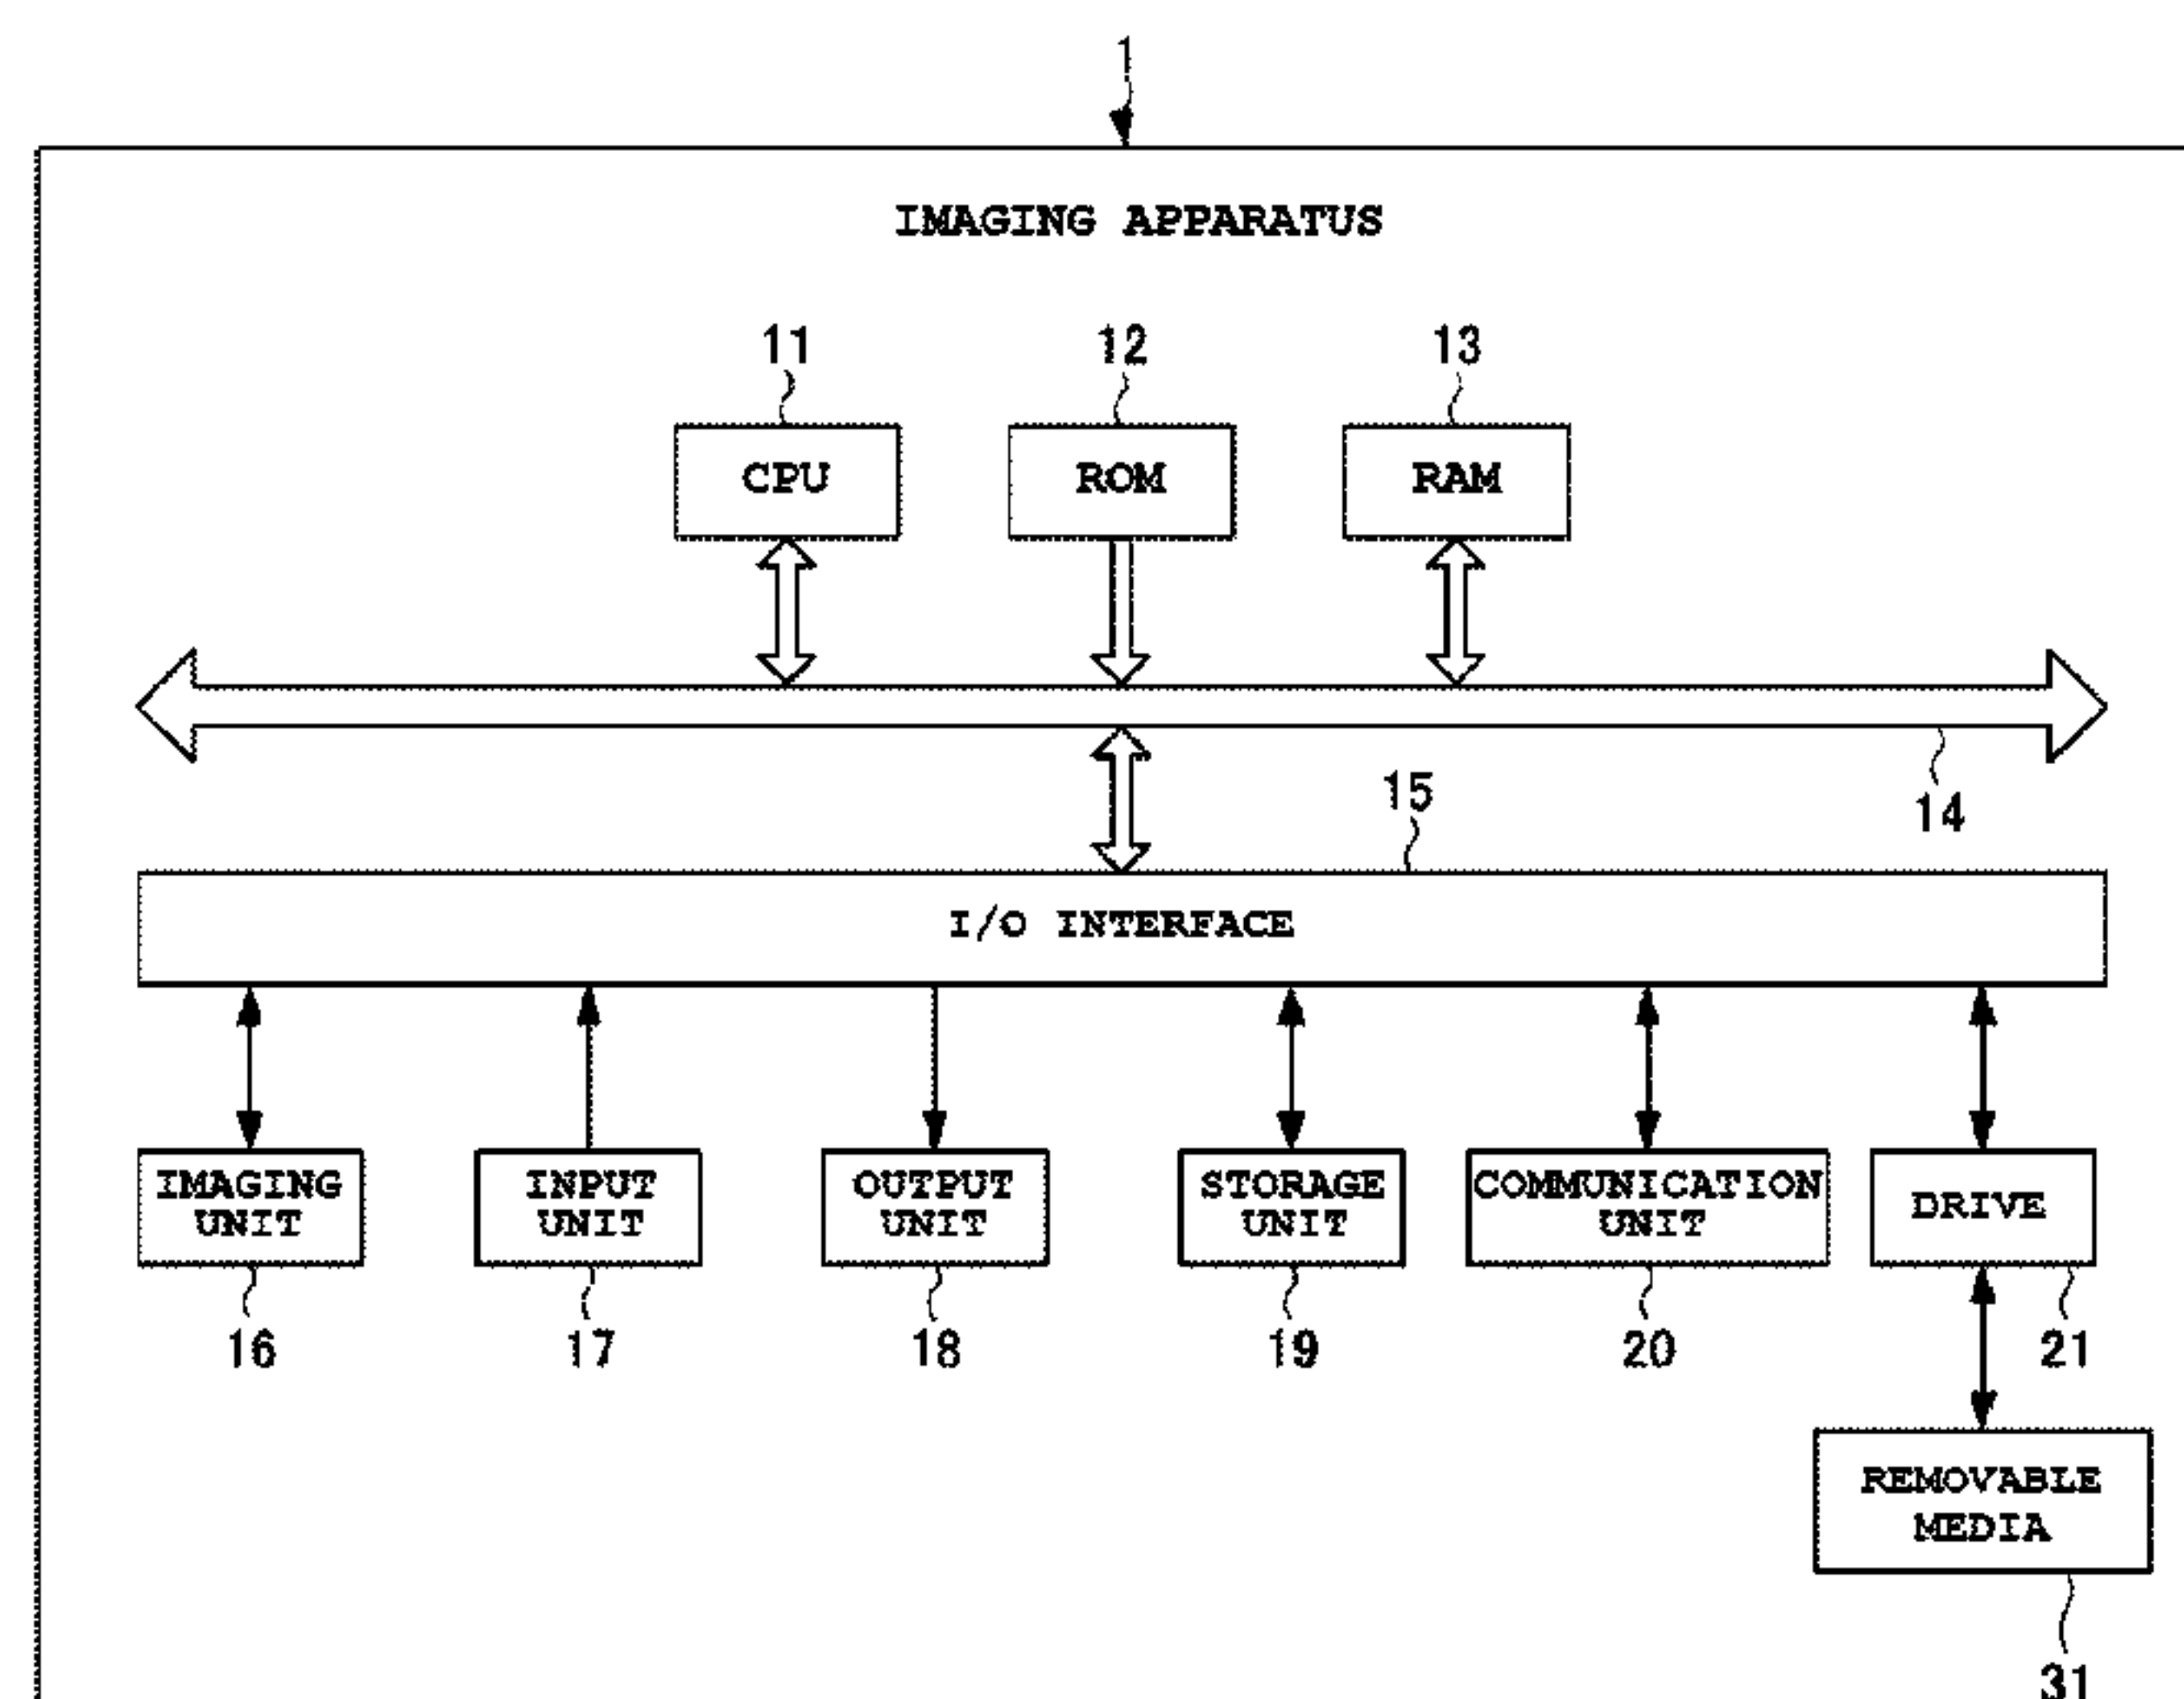 1
IMAGING APPARATUS
11
12
13
CPU
ROM
RAM
14
15
I/O INTERFACE
IMAGING
UNIT
INPUT
UNIT
OUTPUT
UNIT
STORAGE
UNIT
COMMUNICATION
UNIT
DRIVE
16
17
18
19
20
21
REMOVABLE
MEDIA
31